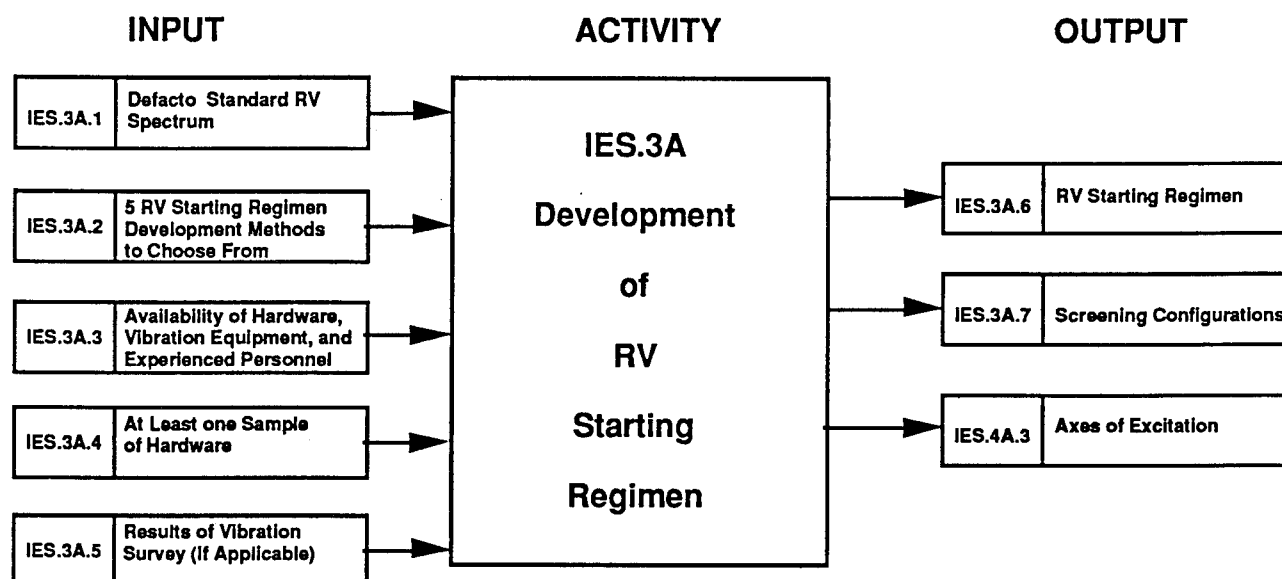 INPUT
ACTIVITY
OUTPUT
IES.3A.1
Defacto Standard RV
Spectrum
IES.3A.2
5 RV Starting Regimen
Development Methods
to Choose From
IES.3A.3
Availability of Hardware,
Vibration Equipment, and
Experienced Personnel
IES.3A.4
At Least one Sample
of Hardware
IES.3A.5
Results of Vibration
Survey (If Applicable)
IES.3A
Development
of
RV
Starting
Regimen
IES.3A.6
RV Starting Regimen
IES.3A.7
Screening Configurations
IES.4A.3
Axes of Excitation